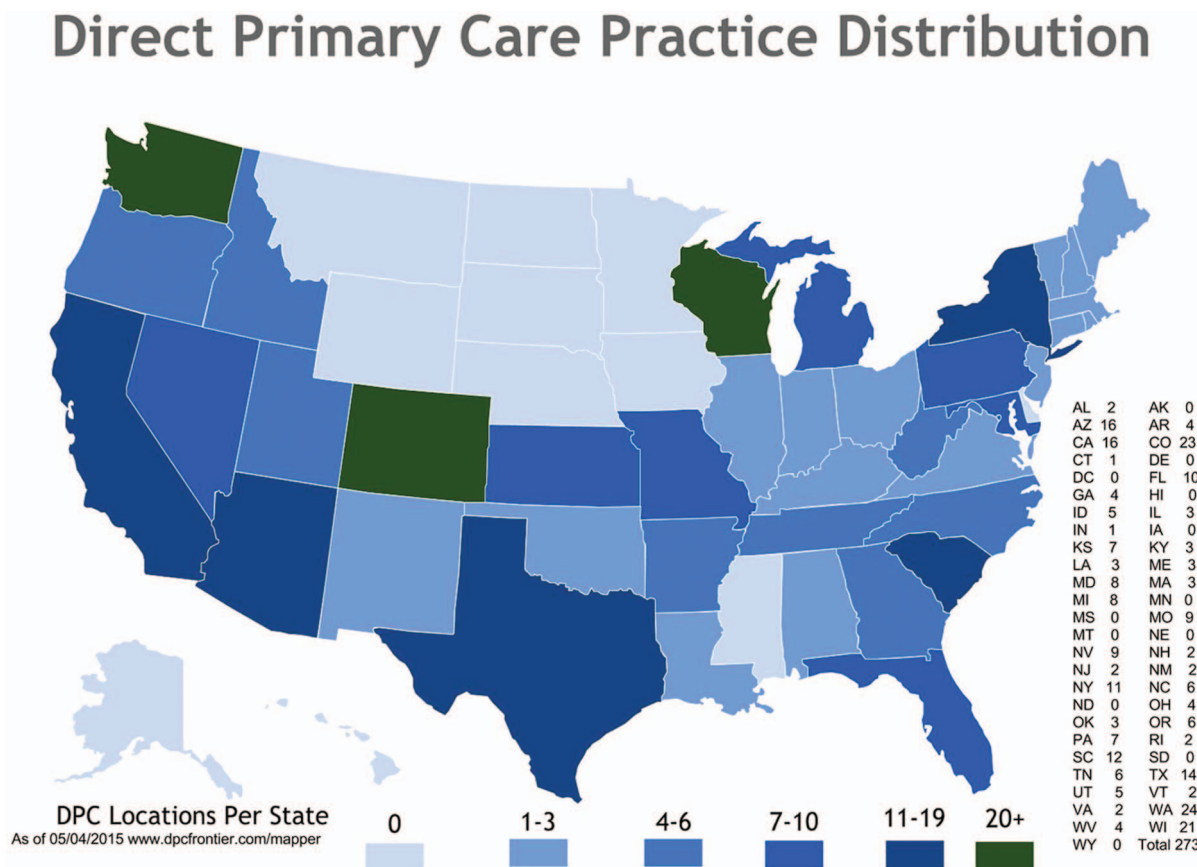 Direct Primary Care Practice Distribution
AL 2 AK 0
AZ 16 AR 4
CA 16 CO 23
CT 1 DE 0
DC 0 FL 10
GA 4 HI 0
ID 5 IL 3
IN 1 IA 0
KS 7 KY 3
LA 3 ME 3
MD 8 MA 3
MI 8 MN 0
MS 0 MO 9
MT 0 NE 0
NV 9 NH 2
NJ 2 NM 2
NY 11 NC 6
ND 0 OH 4
OK 3 OR 6
PA 7 RI 2
SC 12 SD 0
TN 6 TX 14
UT 5 VT 2
VA 2 WA 24
WV 4 WI 21
WY 0 Total 273
DPC Locations Per State
As of 05/04/2015 www.dpcfrontier.com/mapper
0 1-3 4-6 7-10 11-19 20+